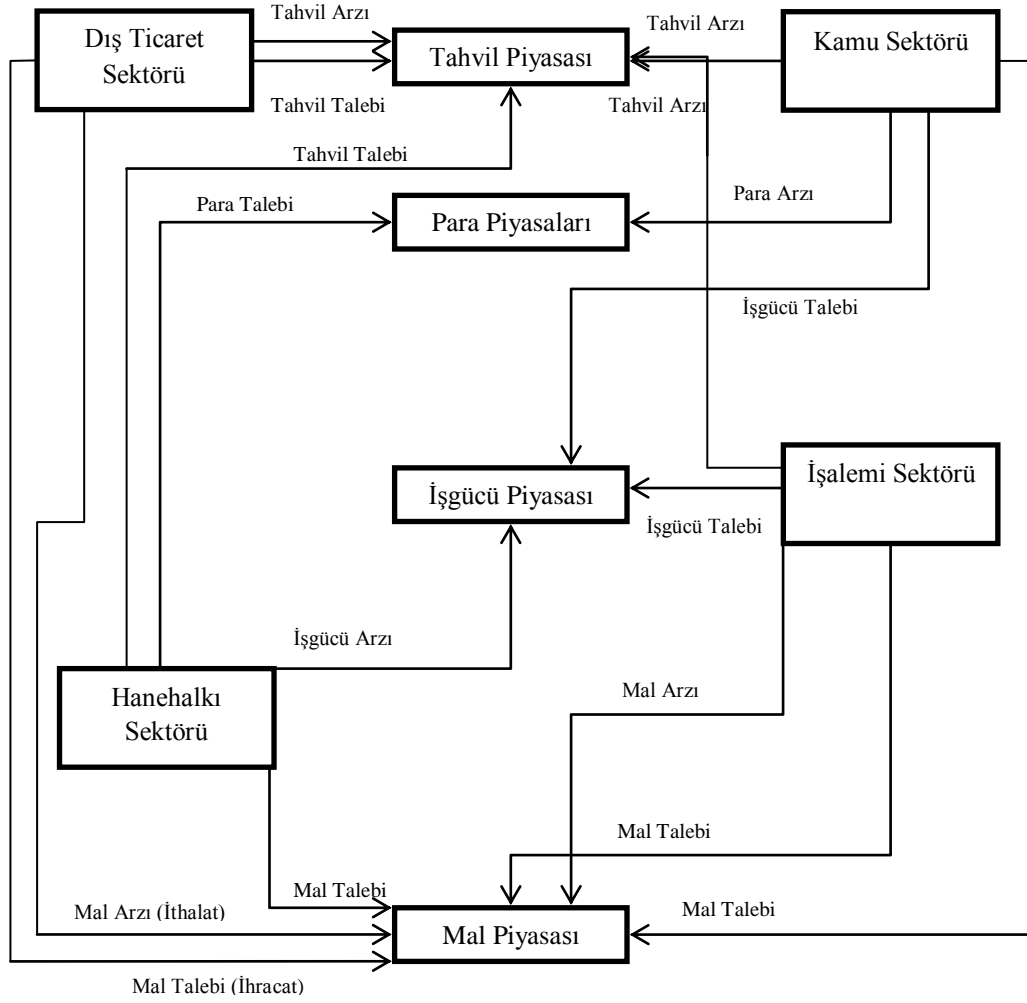 Tahvil Arzı
Dış Ticaret
Sektörü
Tahvil Piyasası
Tahvil Arzı
Kamu Sektörü
Tahvil Talebi
Tahvil Arzı
Tahvil Talebi
Para Talebi
Para Piyasaları
Para Arzı
İşgücü Talebi
İşgücü Piyasası
İşalemi Sektörü
İşgücü Talebi
İşgücü Arzı
Hanehalkı
Sektörü
Mal Arzı
Mal Talebi
Mal Talebi
Mal Arzı (İthalat)
Mal Piyasası
Mal Talebi
Mal Talebi (İhracat)